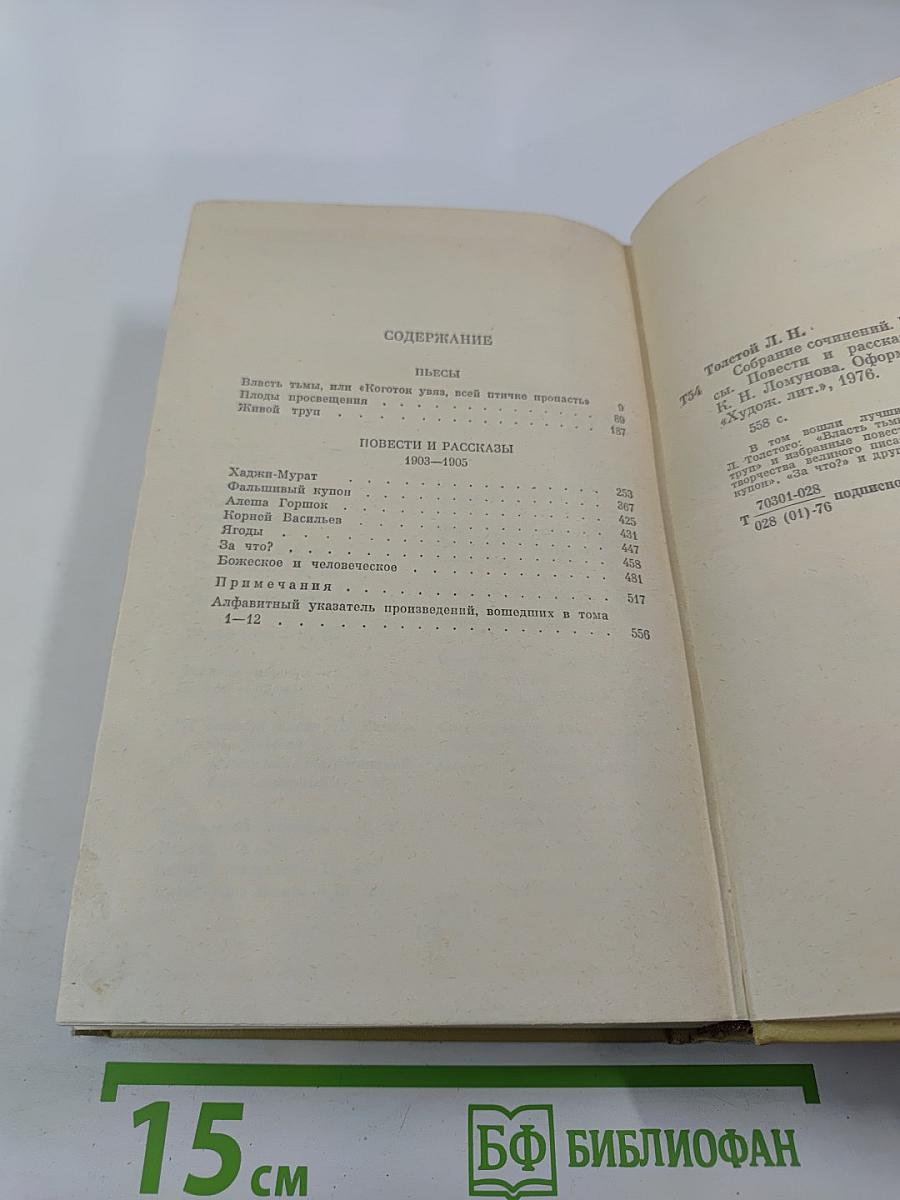 СОДЕРЖАНИЕ
ПЬЕСЫ
Власть тьмы, или «Коготок увяз, всей птичке пропасть» 9
Плоды просвещения . . . . . . . . . . . . 89
Живой труп . . . . . . . . . . . . . . 187
ПОВЕСТИ И РАССКАЗЫ
1903—1905
Хаджи-Мурат . . . . . . . . . . . . . 253
Фальшивый купон . . . . . . . . . . . . 367
Алеша Горшок . . . . . . . . . . . . . 425
Корней Васильев . . . . . . . . . . . . 431
Ягоды . . . . . . . . . . . . . . . . 447
За что? . . . . . . . . . . . . . . . 458
Божеское и человеческое . . . . . . . . . . 481
Примечания . . . . . . . . . . . . . 517
Алфавитный указатель произведений, вошедших в тома
1—12 . . . . . . . . . . . . . . . . 556
Толстой Л. Н.
Т54
Собрание сочинений.
сы. Повести и расска
К. Н. Ломунова. Оформ
«Худож. лит.», 1976.
558 с.
В том вошли лучши
Л. Толстого: «Власть тьм
труп» и избранные повес
творчества великого писа
купон», «За что?» и друг
Т 70301-028
028 (01)-76 подписно
15 см
БФ БИБЛИОФАН